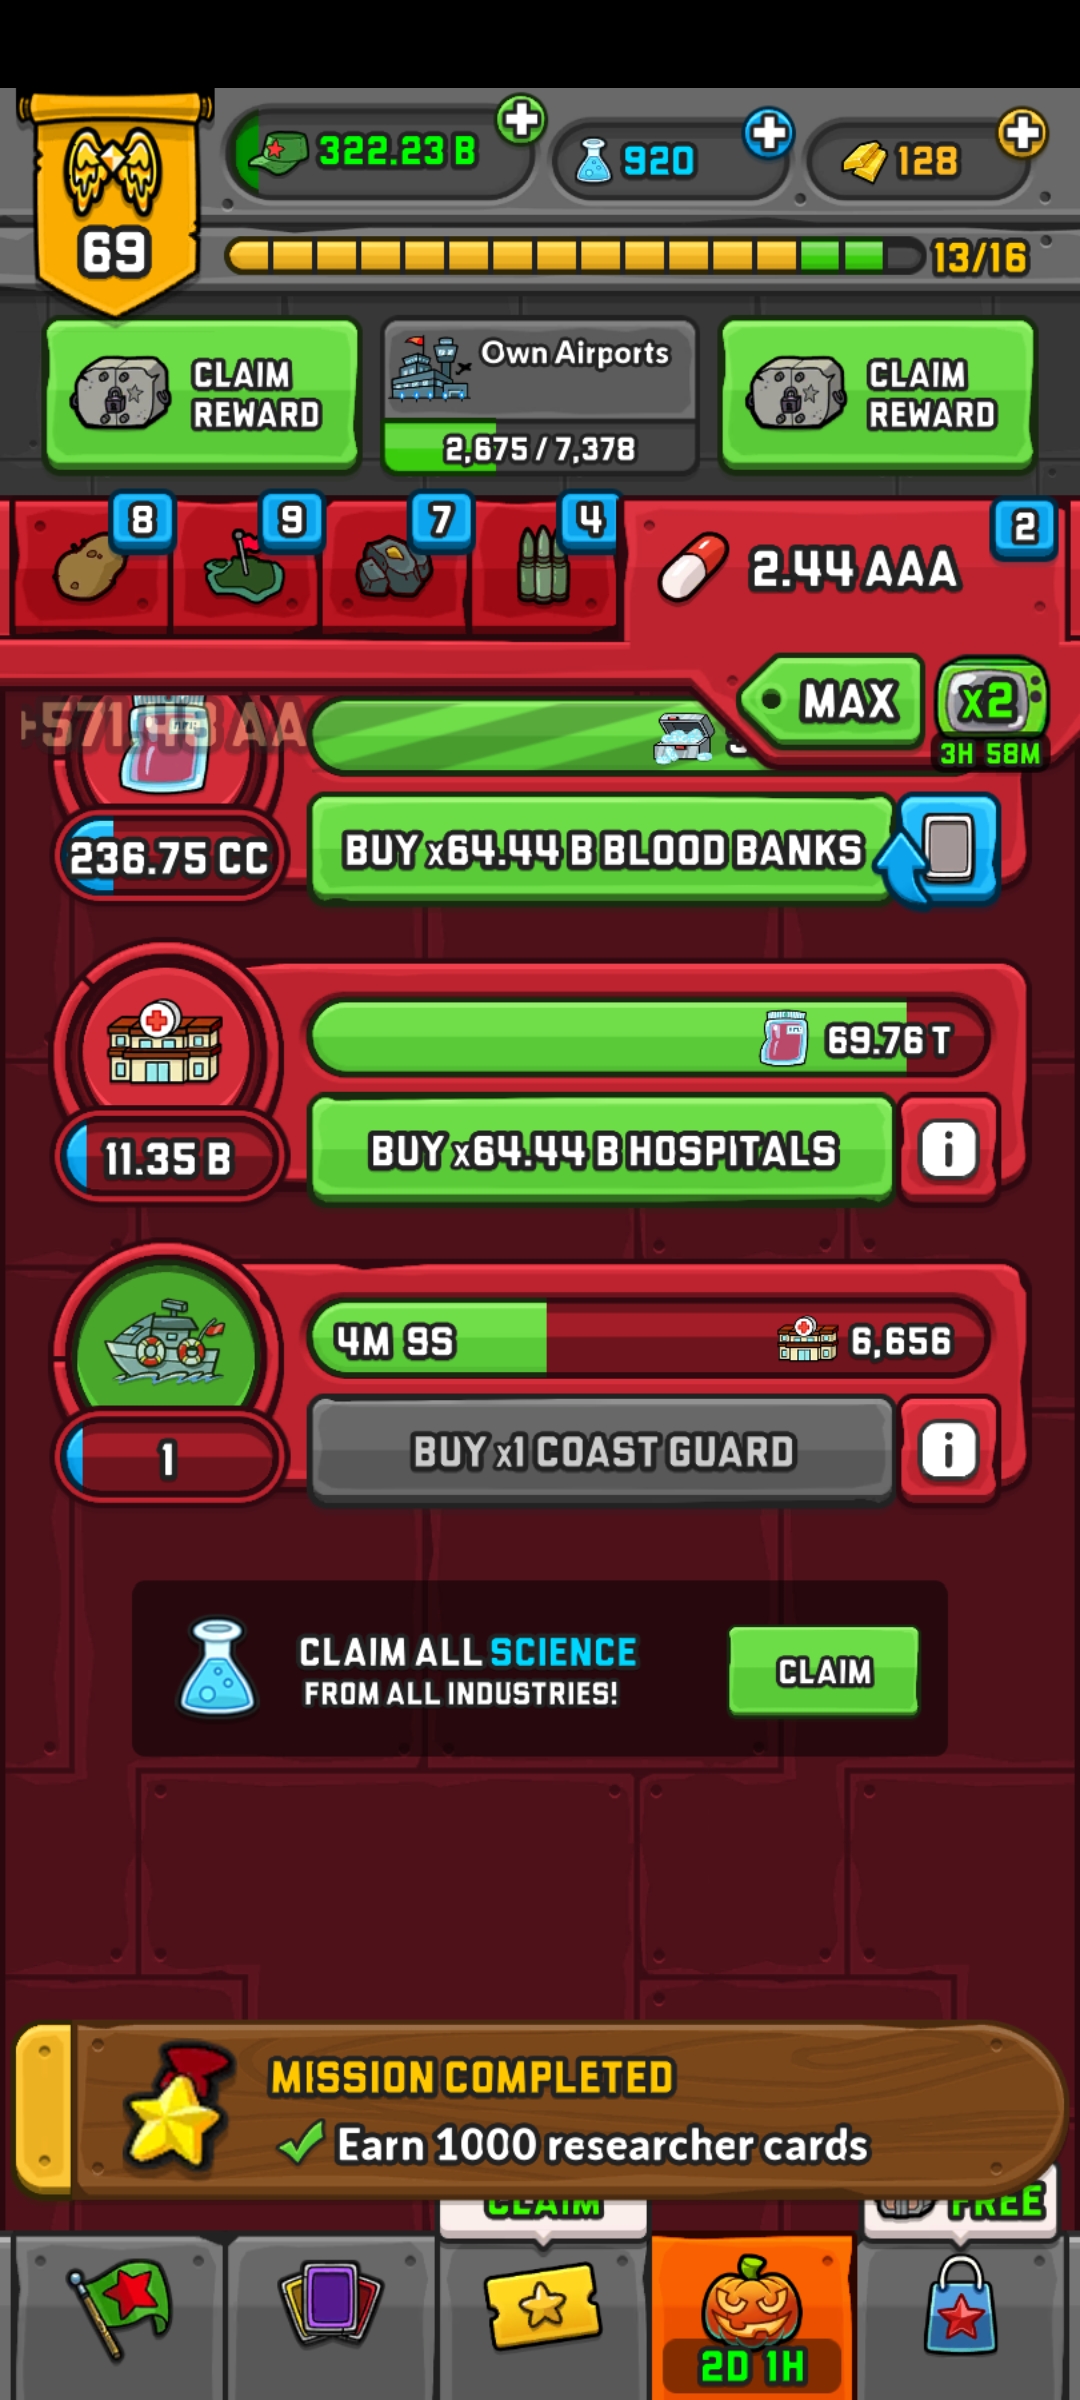 322.23 B
920
128
69
13/16
CLAIM
REWARD
Own Airports
2,675 / 7,378
CLAIM
REWARD
8
9
7
4
2.44 AAA
2
MAX
x2
3H 58M
236.75 CC
BUY x64.44 B BLOOD BANKS
69.76 T
11.35 B
BUY x64.44 B HOSPITALS
i
4M 9S
6,656
1
BUY x1 COAST GUARD
i
CLAIM ALL SCIENCE
FROM ALL INDUSTRIES!
CLAIM
MISSION COMPLETED
Earn 1000 researcher cards
CLAIM
FREE
2D 1H